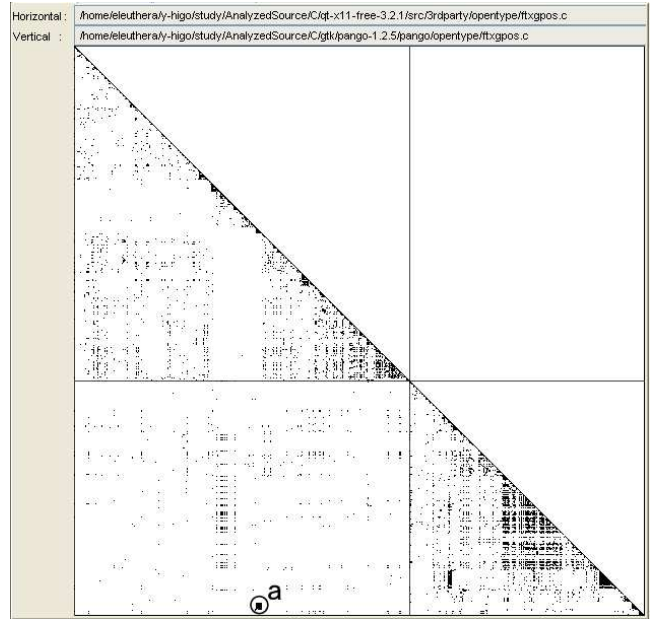 Horizontal : /home/eleuthera/y-higo/study/AnalyzedSource/C/qt-x11-free-3.2.1/src/3rdparty/opentype/ftxgpos.c
Vertical : /home/eleuthera/y-higo/study/AnalyzedSource/C/gtk/pango-1.2.5/pango/opentype/ftxgpos.c
a